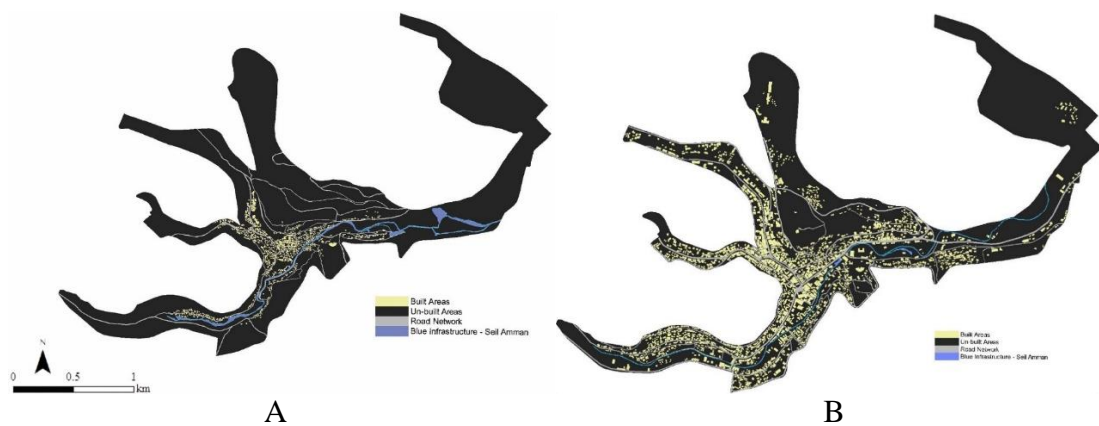 Built Areas
Un-built Areas
Road Network
Blue Infrastructure - Seil Amman
N
0 0.5 1
km
A
Built Areas
Un-built Areas
Road Network
Blue Infrastructure - Seil Amman
B